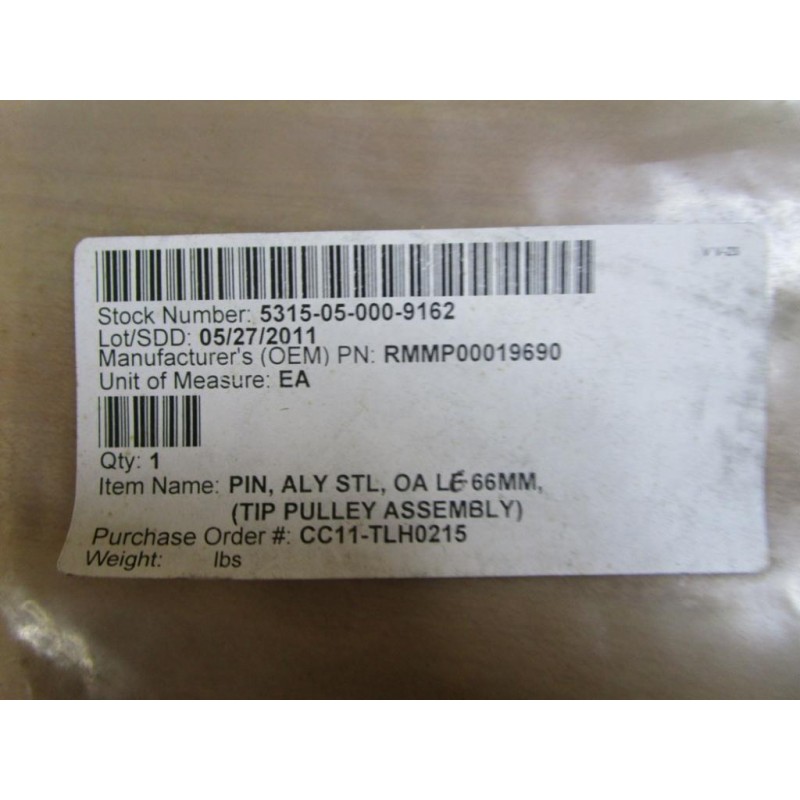 Stock Number: 5315-05-000-9162
Lot/SDD: 05/27/2011
Manufacturer's (OEM) PN: RMMP00019690
Unit of Measure: EA
Qty: 1
Item Name: PIN, ALY STL, OA LE 66MM,
(TIP PULLEY ASSEMBLY)
Purchase Order #: CC11-TLH0215
Weight: lbs